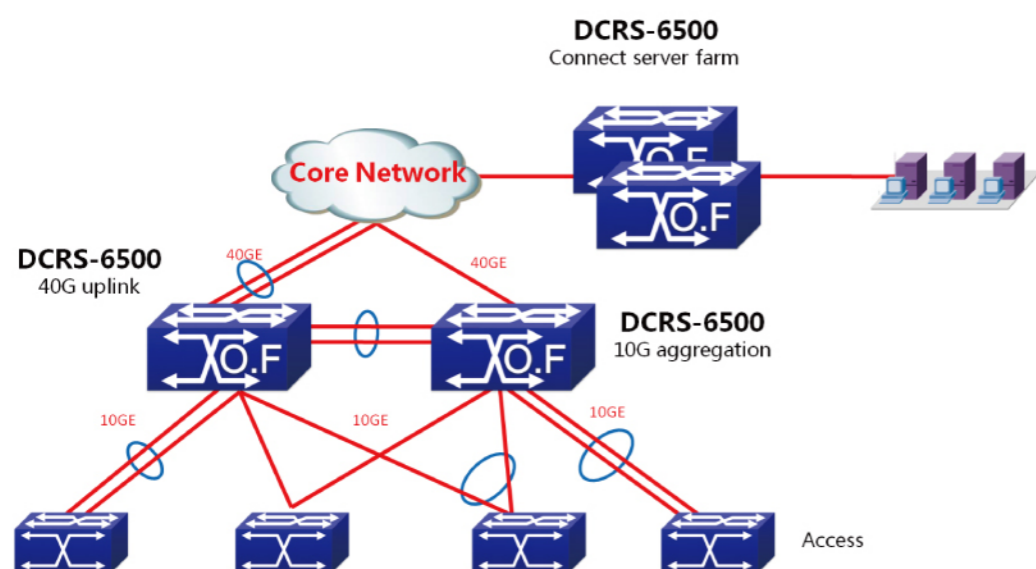 DCRS-6500
Connect server farm
O.F
O.F
Core Network
DCRS-6500
40G uplink
40GE
40GE
O.F
O.F
DCRS-6500
10G aggregation
10GE
10GE
10GE
Access